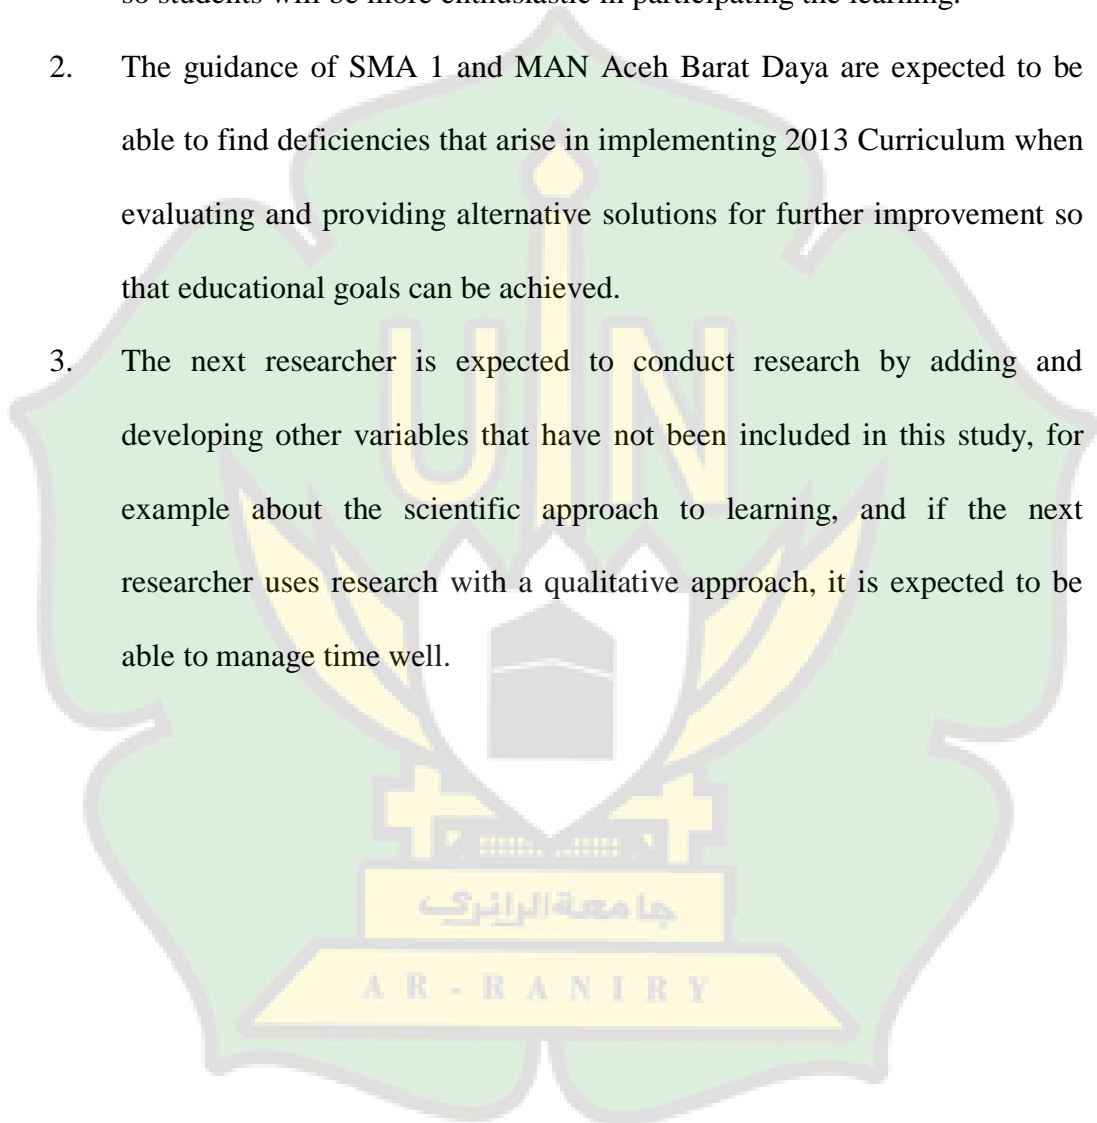 so students will be more enthusiastic in participating the learning.
2. The guidance of SMA 1 and MAN Aceh Barat Daya are expected to be
able to find deficiencies that arise in implementing 2013 Curriculum when
evaluating and providing alternative solutions for further improvement so
that educational goals can be achieved.
3. The next researcher is expected to conduct research by adding and
developing other variables that have not been included in this study, for
example about the scientific approach to learning, and if the next
researcher uses research with a qualitative approach, it is expected to be
able to manage time well.
UIN
جامعة الرانري
AR-RANIRY